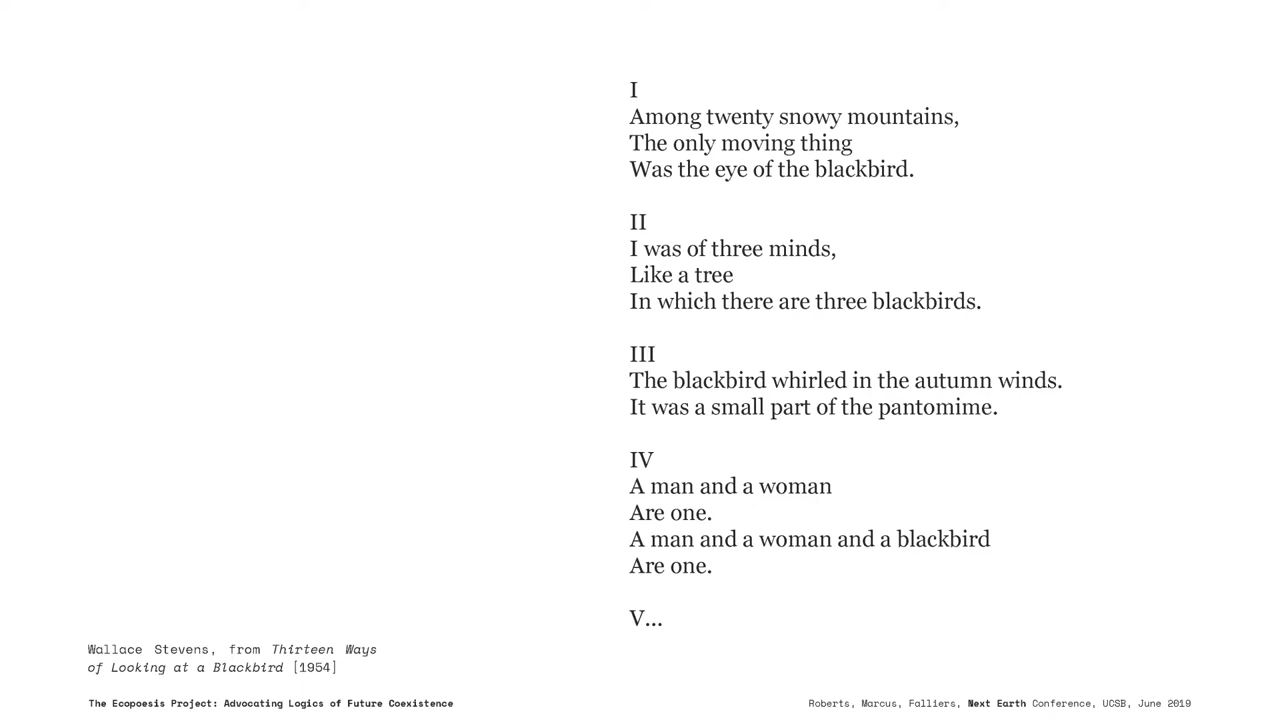 I
Among twenty snowy mountains,
The only moving thing
Was the eye of the blackbird.
II
I was of three minds,
Like a tree
In which there are three blackbirds.
III
The blackbird whirled in the autumn winds.
It was a small part of the pantomime.
IV
A man and a woman
Are one.
A man and a woman and a blackbird
Are one.
V...
Wallace Stevens, from Thirteen Ways
of Looking at a Blackbird [1954]
The Ecopoesis Project: Advocating Logics of Future Coexistence
Roberts, Marcus, Falliers, Next Earth Conference, UCSB, June 2019